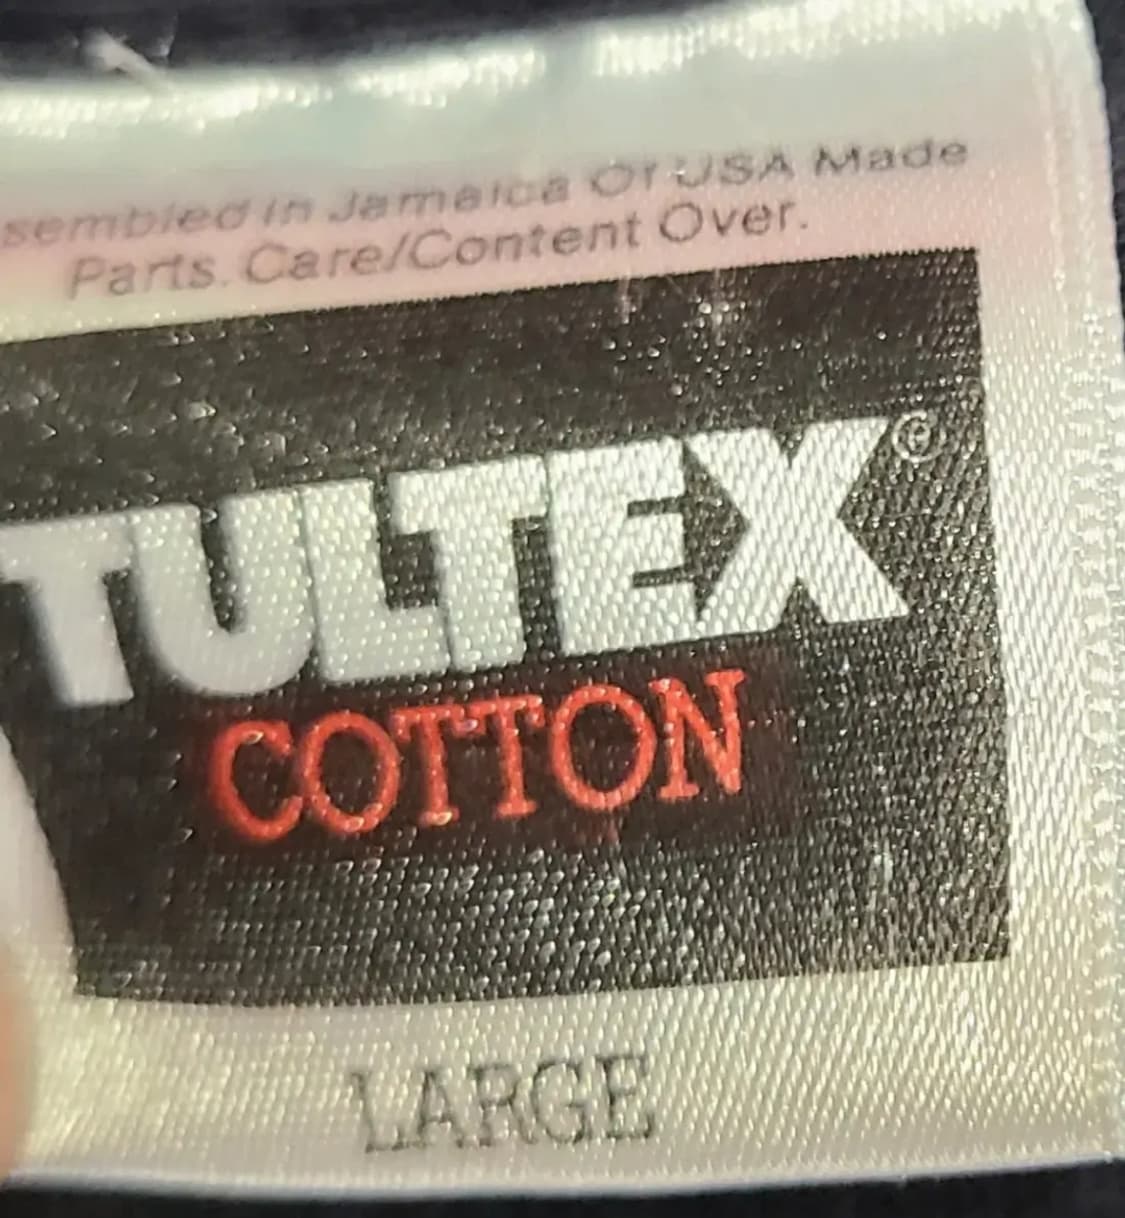 sembled in Jamaica Of USA Made
Parts. Care/Content Over.
TULTEX®
COTTON
LARGE